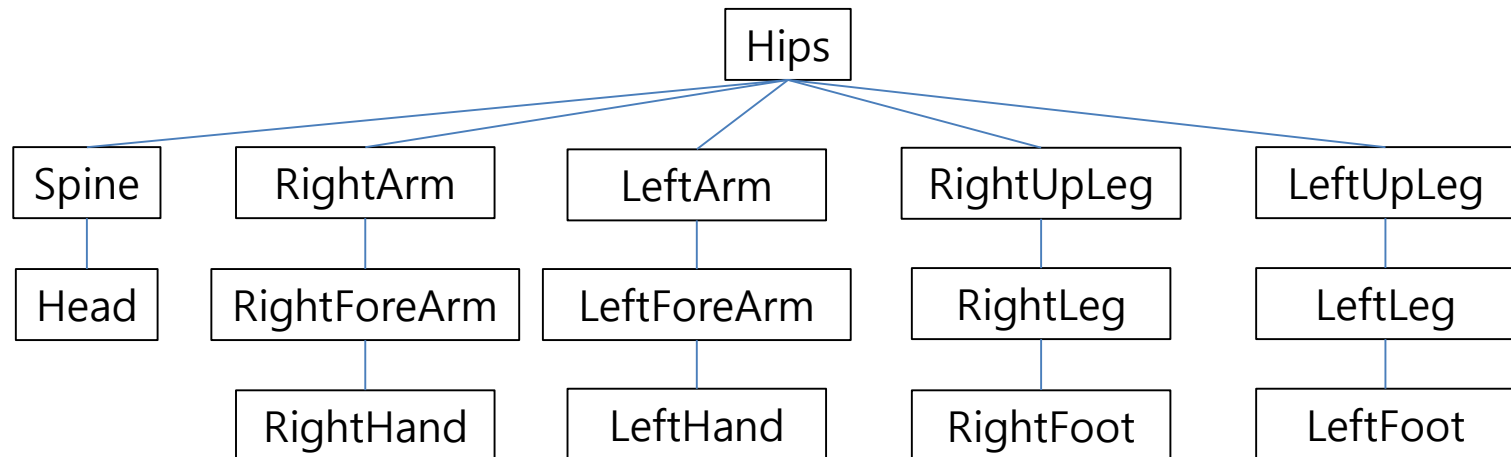 Hips
Spine RightArm LeftArm RightUpLeg LeftUpLeg
Head RightForeArm LeftForeArm RightLeg LeftLeg
RightHand LeftHand RightFoot LeftFoot